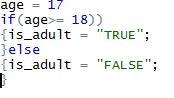 age = 17
if(age>= 18))
{is_adult = "TRUE";
}else
{is_adult = "FALSE";
}